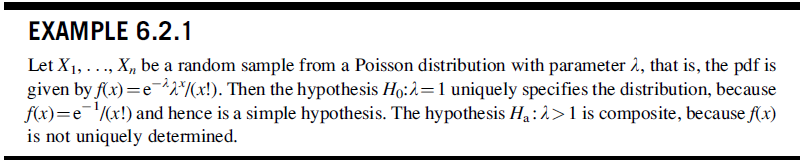 EXAMPLE 6.2.1
Let X₁, . . ., Xₙ be a random sample from a Poisson distribution with parameter λ, that is, the pdf is
given by f(x)=e^−λλ^x/(x!). Then the hypothesis H₀:λ=1 uniquely specifies the distribution, because
f(x)=e^−1/(x!) and hence is a simple hypothesis. The hypothesis Hₐ:λ>1 is composite, because f(x)
is not uniquely determined.